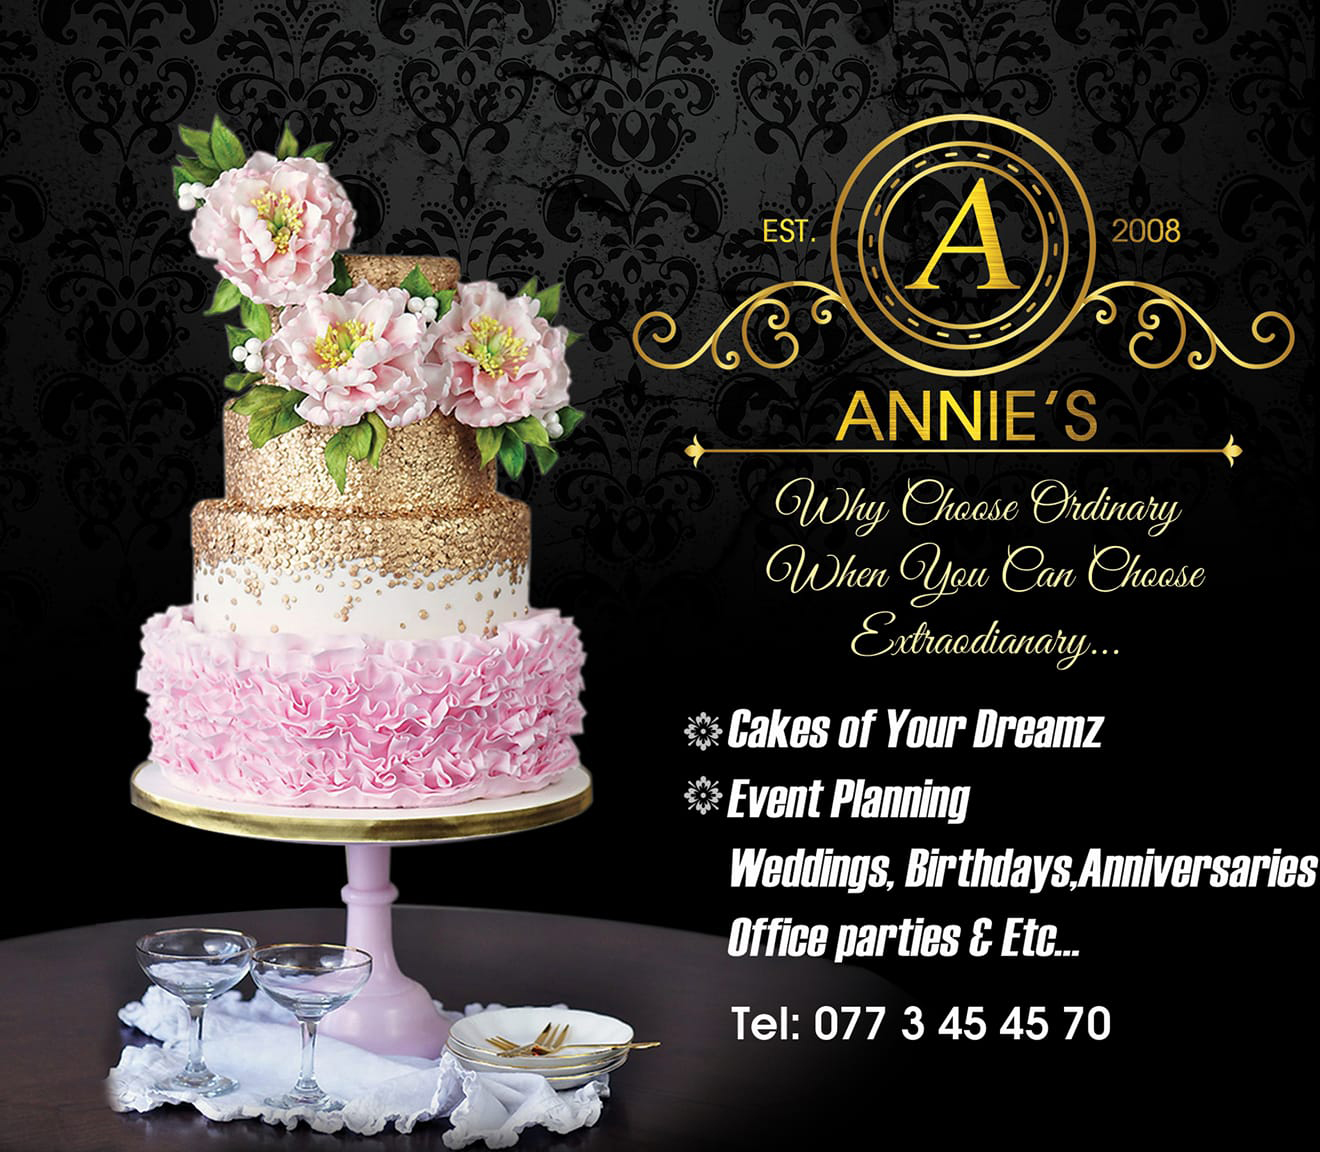 EST.
A
2008
ANNIE'S
Why Choose Ordinary
When You Can Choose
Extraodianary...
Cakes of Your Dreamz
Event Planning
Weddings, Birthdays,Anniversaries
Office parties & Etc...
Tel: 077 3 45 45 70